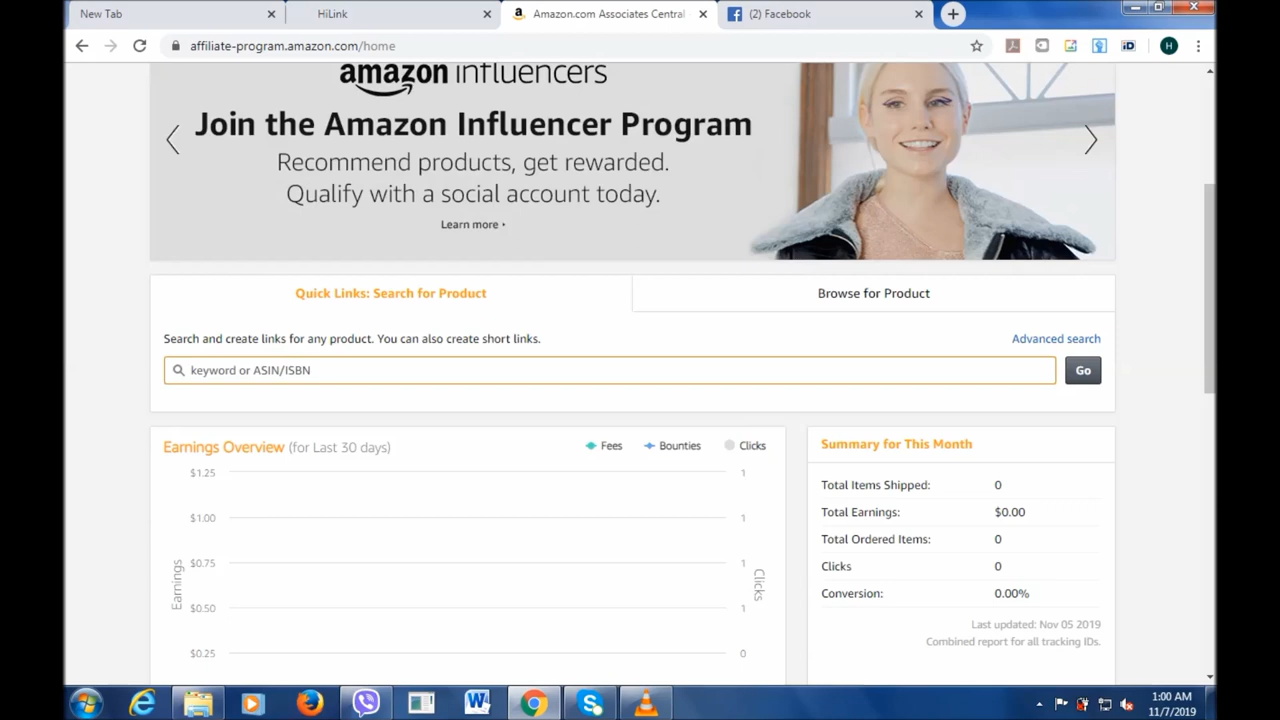 New Tab
HiLink
Amazon.com Associates Central
(2) Facebook
affiliate-program.amazon.com/home
H
iD
amazon influencers
Join the Amazon Influencer Program
Recommend products, get rewarded.
Qualify with a social account today.
Learn more ▸
Quick Links: Search for Product
Browse for Product
Search and create links for any product. You can also create short links.
Advanced search
keyword or ASIN/ISBN
Go
Earnings Overview (for Last 30 days)
Fees
Bounties
Clicks
$1.25
1
$1.00
1
$0.75
1
$0.50
1
$0.25
0
Earnings
Clicks
Summary for This Month
Total Items Shipped: 0
Total Earnings: $0.00
Total Ordered Items: 0
Clicks 0
Conversion: 0.00%
Last updated: Nov 05 2019
Combined report for all tracking IDs.
1:00 AM
11/7/2019